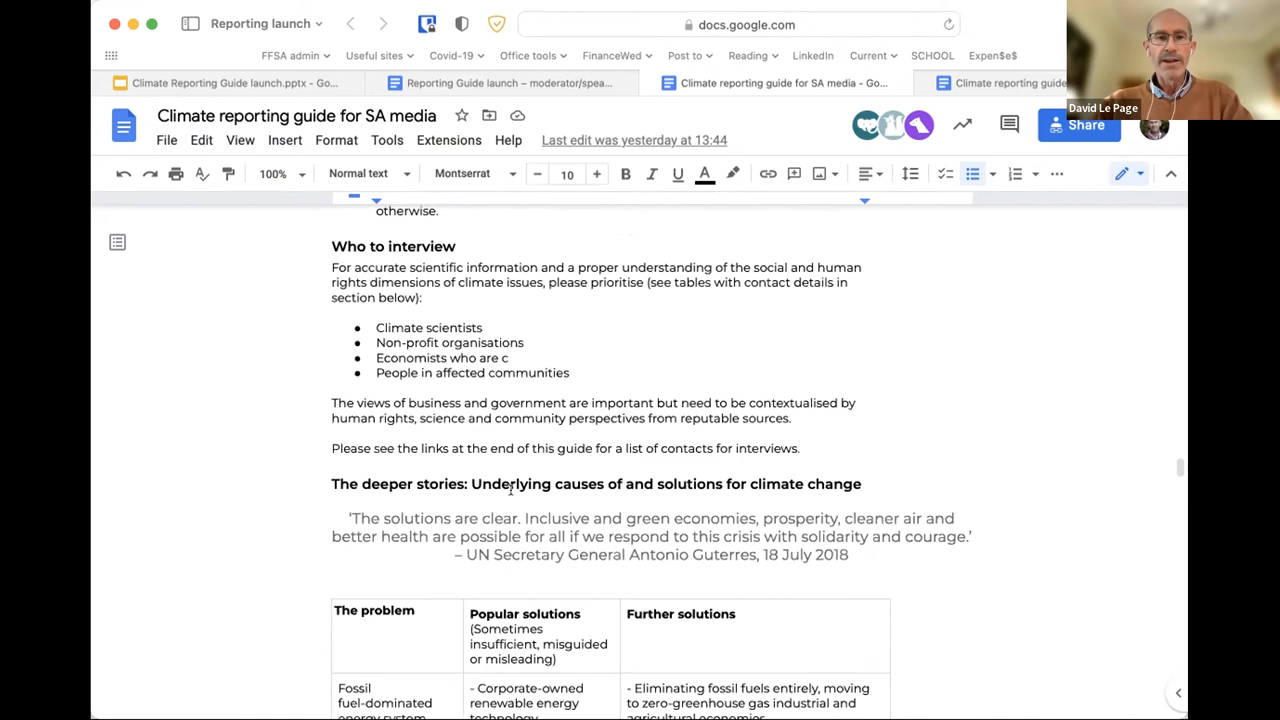 Reporting launch
docs.google.com
FFSA admin
Useful sites
Covid-19
Office tools
FinanceWed
Post to
Reading
LinkedIn
Current
SCHOOL
Expen$e$
Climate Reporting Guide launch.pptx - Go...
Reporting Guide launch – moderator/spea...
Climate reporting guide for SA media - Go...
Climate reporting guide
David Le Page
Climate reporting guide for SA media
Share
File Edit View Insert Format Tools Extensions Help Last edit was yesterday at 13:44
100% Normal text Montserrat 10 B I U A
otherwise.
Who to interview
For accurate scientific information and a proper understanding of the social and human
rights dimensions of climate issues, please prioritise (see tables with contact details in
section below):
● Climate scientists
● Non-profit organisations
● Economists who are c
● People in affected communities
The views of business and government are important but need to be contextualised by
human rights, science and community perspectives from reputable sources.
Please see the links at the end of this guide for a list of contacts for interviews.
The deeper stories: Underlying causes of and solutions for climate change
‘The solutions are clear. Inclusive and green economies, prosperity, cleaner air and
better health are possible for all if we respond to this crisis with solidarity and courage.’
– UN Secretary General Antonio Guterres, 18 July 2018
The problem
Popular solutions
(Sometimes
insufficient, misguided
or misleading)
Further solutions
Fossil
fuel-dominated
energy system
- Corporate-owned
renewable energy
technology
- Eliminating fossil fuels entirely, moving
to zero-greenhouse gas industrial and
agricultural economies